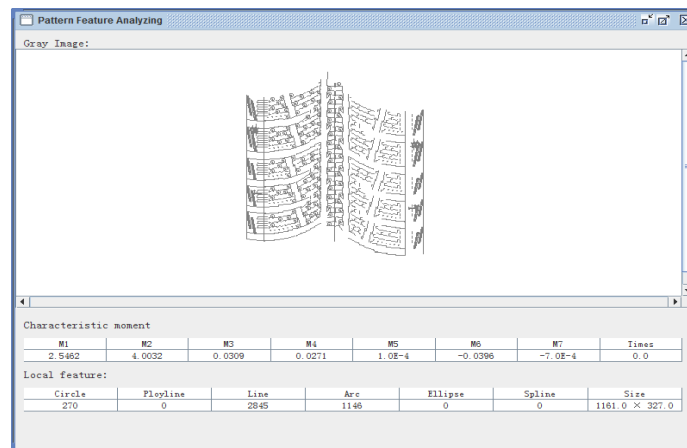 Pattern Feature Analyzing
Gray Image:
Characteristic moment
M1 M2 M3 M4 M5 M6 M7 Times
2.5462 4.0032 0.0309 0.0271 1.0E-4 -0.0396 -7.0E-4 0.0
Local feature:
Circle Ployline Line Arc Ellipse Spline Size
270 0 2845 1146 0 0 1161.0 × 327.0